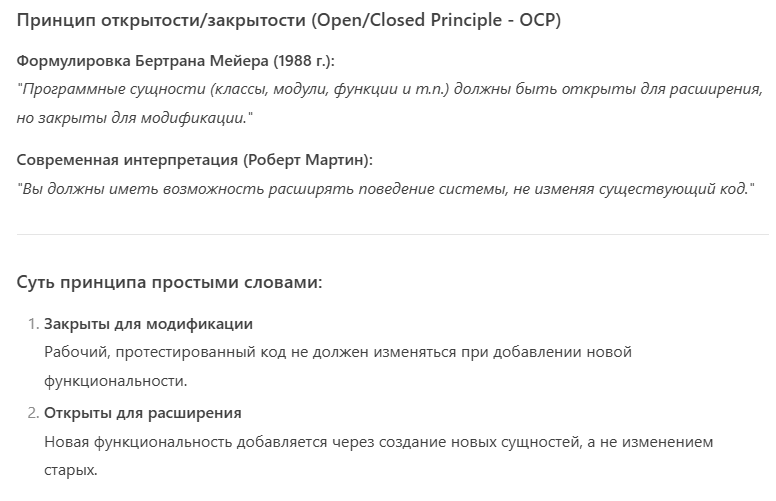 Принцип открытости/закрытости (Open/Closed Principle - OCP)
Формулировка Бертрана Мейера (1988 г.):
"Программные сущности (классы, модули, функции и т.п.) должны быть открыты для расширения,
но закрыты для модификации."
Современная интерпретация (Роберт Мартин):
"Вы должны иметь возможность расширять поведение системы, не изменяя существующий код."
Суть принципа простыми словами:
1. Закрыты для модификации
Рабочий, протестированный код не должен изменяться при добавлении новой
функциональности.
2. Открыты для расширения
Новая функциональность добавляется через создание новых сущностей, а не изменением
старых.